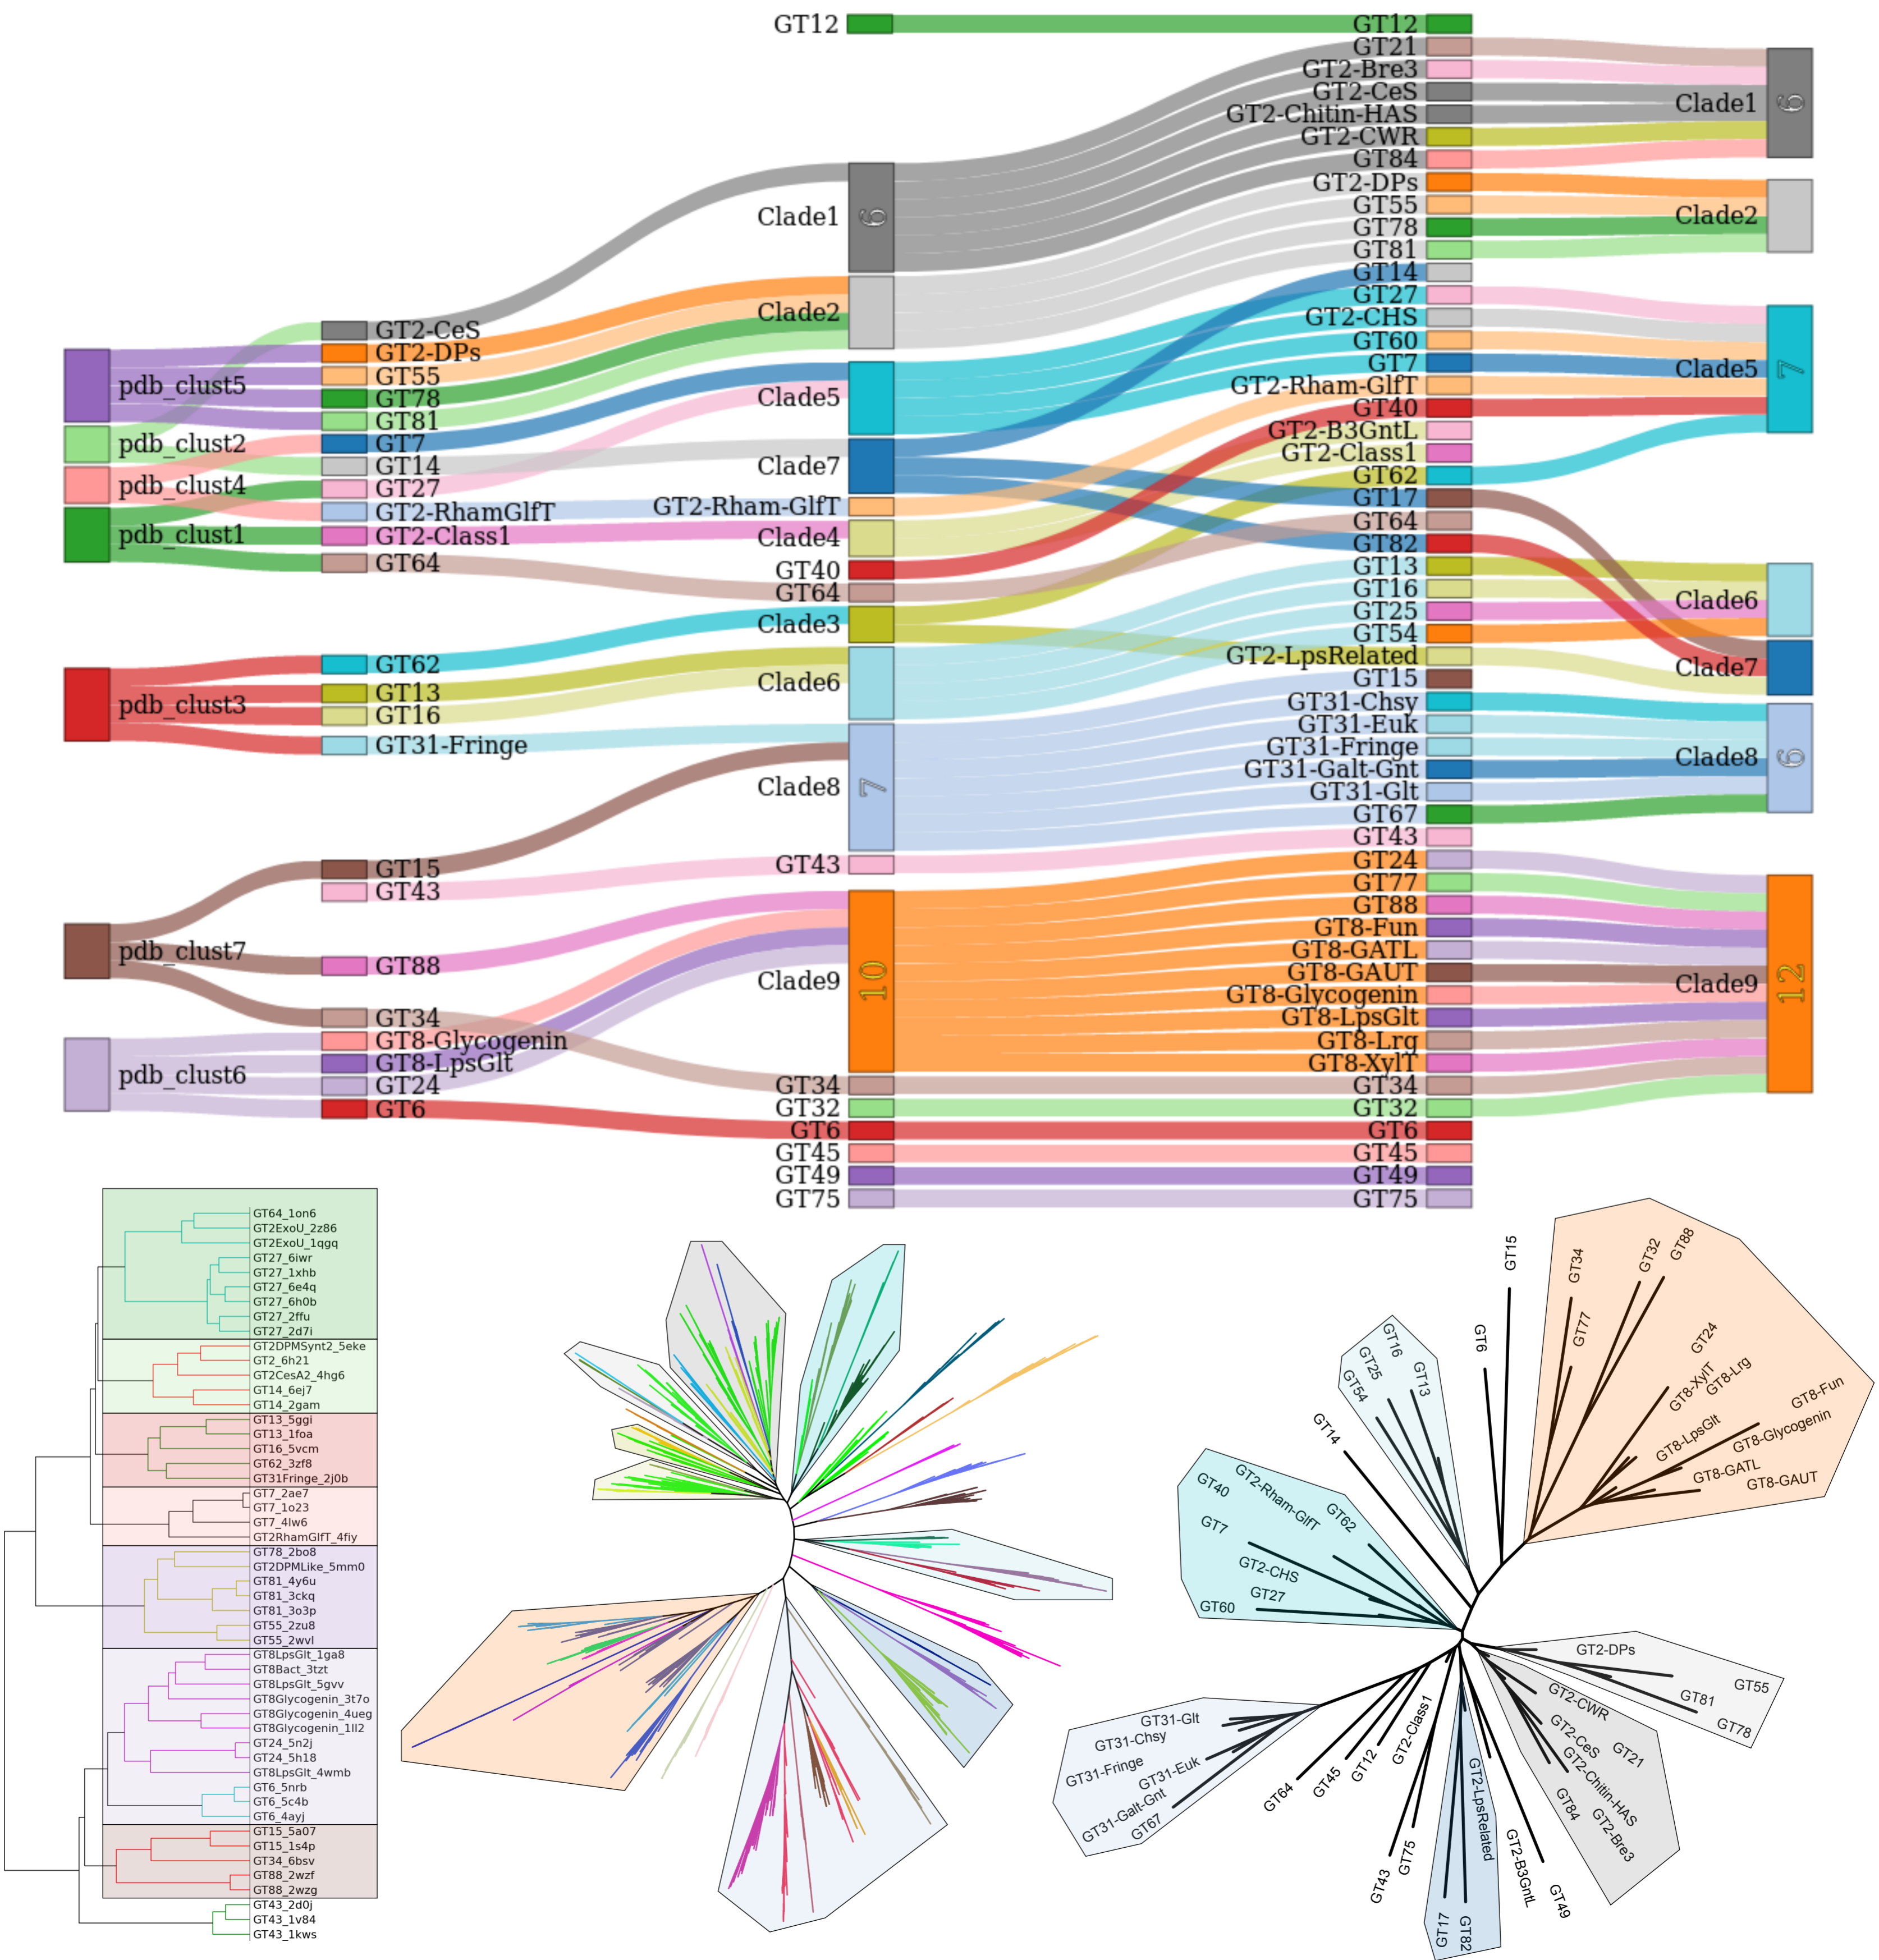 pdb_clust5
pdb_clust2
pdb_clust4
pdb_clust1
pdb_clust3
pdb_clust7
pdb_clust6
GT2-CeS
GT2-DPs
GT55
GT78
GT81
GT7
GT14
GT27
GT2-RhamGlfT
GT2-Class1
GT64
GT62
GT13
GT16
GT31-Fringe
GT15
GT43
GT88
GT34
GT8-Glycogenin
GT8-LpsGlt
GT24
GT6
GT12
Clade1
6
Clade2
Clade5
Clade7
GT2-Rham-GlfT
Clade4
GT40
GT64
Clade3
Clade6
Clade8
7
GT43
Clade9
10
GT34
GT32
GT6
GT45
GT49
GT75
GT12
GT21
GT2-Bre3
GT2-CeS
GT2-Chitin-HAS
GT2-CWR
GT84
GT2-DPs
GT55
GT78
GT81
GT14
GT27
GT2-CHS
GT60
GT7
GT2-Rham-GlfT
GT40
GT2-B3GntL
GT2-Class1
GT62
GT17
GT64
GT82
GT13
GT16
GT25
GT54
GT2-LpsRelated
GT15
GT31-Chsy
GT31-Euk
GT31-Fringe
GT31-Galt-Gnt
GT31-Glt
GT67
GT43
GT24
GT77
GT88
GT8-Fun
GT8-GATL
GT8-GAUT
GT8-Glycogenin
GT8-LpsGlt
GT8-Lrg
GT8-XylT
GT34
GT32
GT6
GT45
GT49
GT75
Clade1
6
Clade2
Clade5
7
Clade6
Clade7
Clade8
6
Clade9
12
GT64_1on6
GT2ExoU_2z86
GT2ExoU_1qgq
GT27_6iwr
GT27_1xhb
GT27_6e4q
GT27_6h0b
GT27_2ffu
GT27_2d7i
GT2DPMSynt2_5eke
GT2_6h21
GT2CesA2_4hg6
GT14_6ej7
GT14_2gam
GT13_5ggi
GT13_1foa
GT16_5vcm
GT62_3zf8
GT31Fringe_2j0b
GT7_2ae7
GT7_1o23
GT7_4lw6
GT2RhamGlfT_4fiy
GT78_2bo8
GT2DPMLike_5mm0
GT81_4y6u
GT81_3ckq
GT81_3o3p
GT55_2zu8
GT55_2wvl
GT8LpsGlt_1ga8
GT8Bact_3tzt
GT8LpsGlt_5gvv
GT8Glycogenin_3t7o
GT8Glycogenin_4ueg
GT8Glycogenin_1ll2
GT24_5n2j
GT24_5h18
GT8LpsGlt_4wmb
GT6_5nrb
GT6_5c4b
GT6_4ayj
GT15_5a07
GT15_1s4p
GT34_6bsv
GT88_2wzf
GT88_2wzg
GT43_2d0j
GT43_1v84
GT43_1kws
GT15
GT6
GT34
GT77
GT32
GT88
GT24
GT8-XylT
GT8-Lrg
GT8-Fun
GT8-LpsGlt
GT8-Glycogenin
GT8-GATL
GT8-GAUT
GT16
GT25
GT13
GT54
GT14
GT40
GT2-Rham-GlfT
GT62
GT7
GT2-CHS
GT27
GT60
GT2-DPs
GT55
GT81
GT78
GT2-CWR
GT2-CeS
GT21
GT2-Chitin-HAS
GT84
GT2-Bre3
GT31-Glt
GT31-Chsy
GT31-Fringe
GT31-Euk
GT31-Galt-Gnt
GT67
GT64
GT45
GT12
GT2-Class1
GT43
GT75
GT2-LpsRelated
GT17
GT82
GT2-B3GntL
GT49